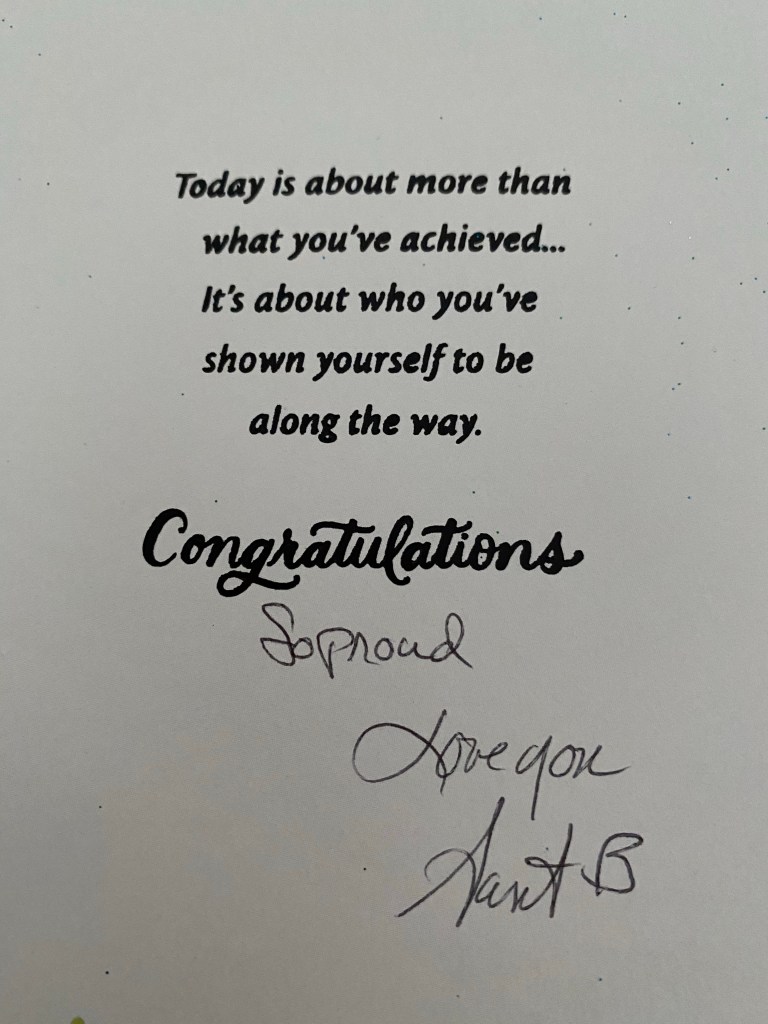 Today is about more than
what you've achieved...
It's about who you've
shown yourself to be
along the way.
Congratulations
So proud
Love you
Aunt B